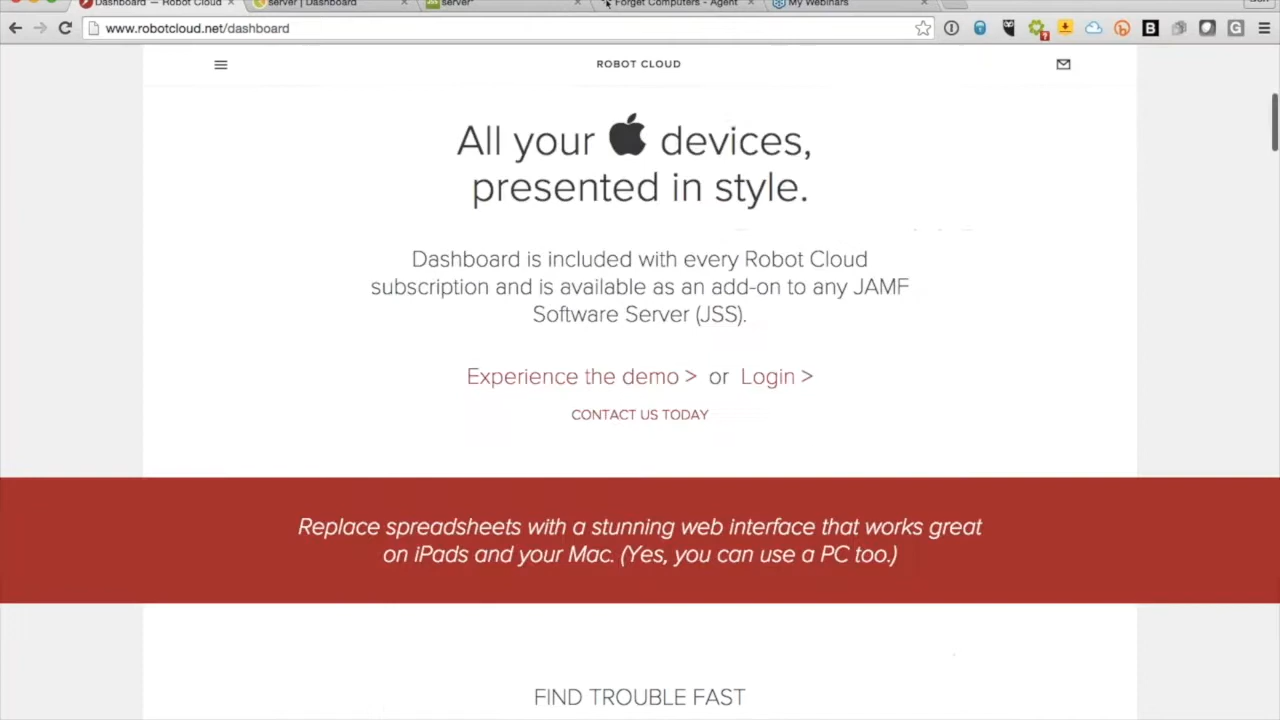 Dashboard — Robot Cloud
server | Dashboard
server*
Forget Computers - Agent
My Webinars
www.robotcloud.net/dashboard
ROBOT CLOUD
All your devices,
presented in style.
Dashboard is included with every Robot Cloud
subscription and is available as an add-on to any JAMF
Software Server (JSS).
Experience the demo > or Login >
CONTACT US TODAY
Replace spreadsheets with a stunning web interface that works great
on iPads and your Mac. (Yes, you can use a PC too.)
FIND TROUBLE FAST